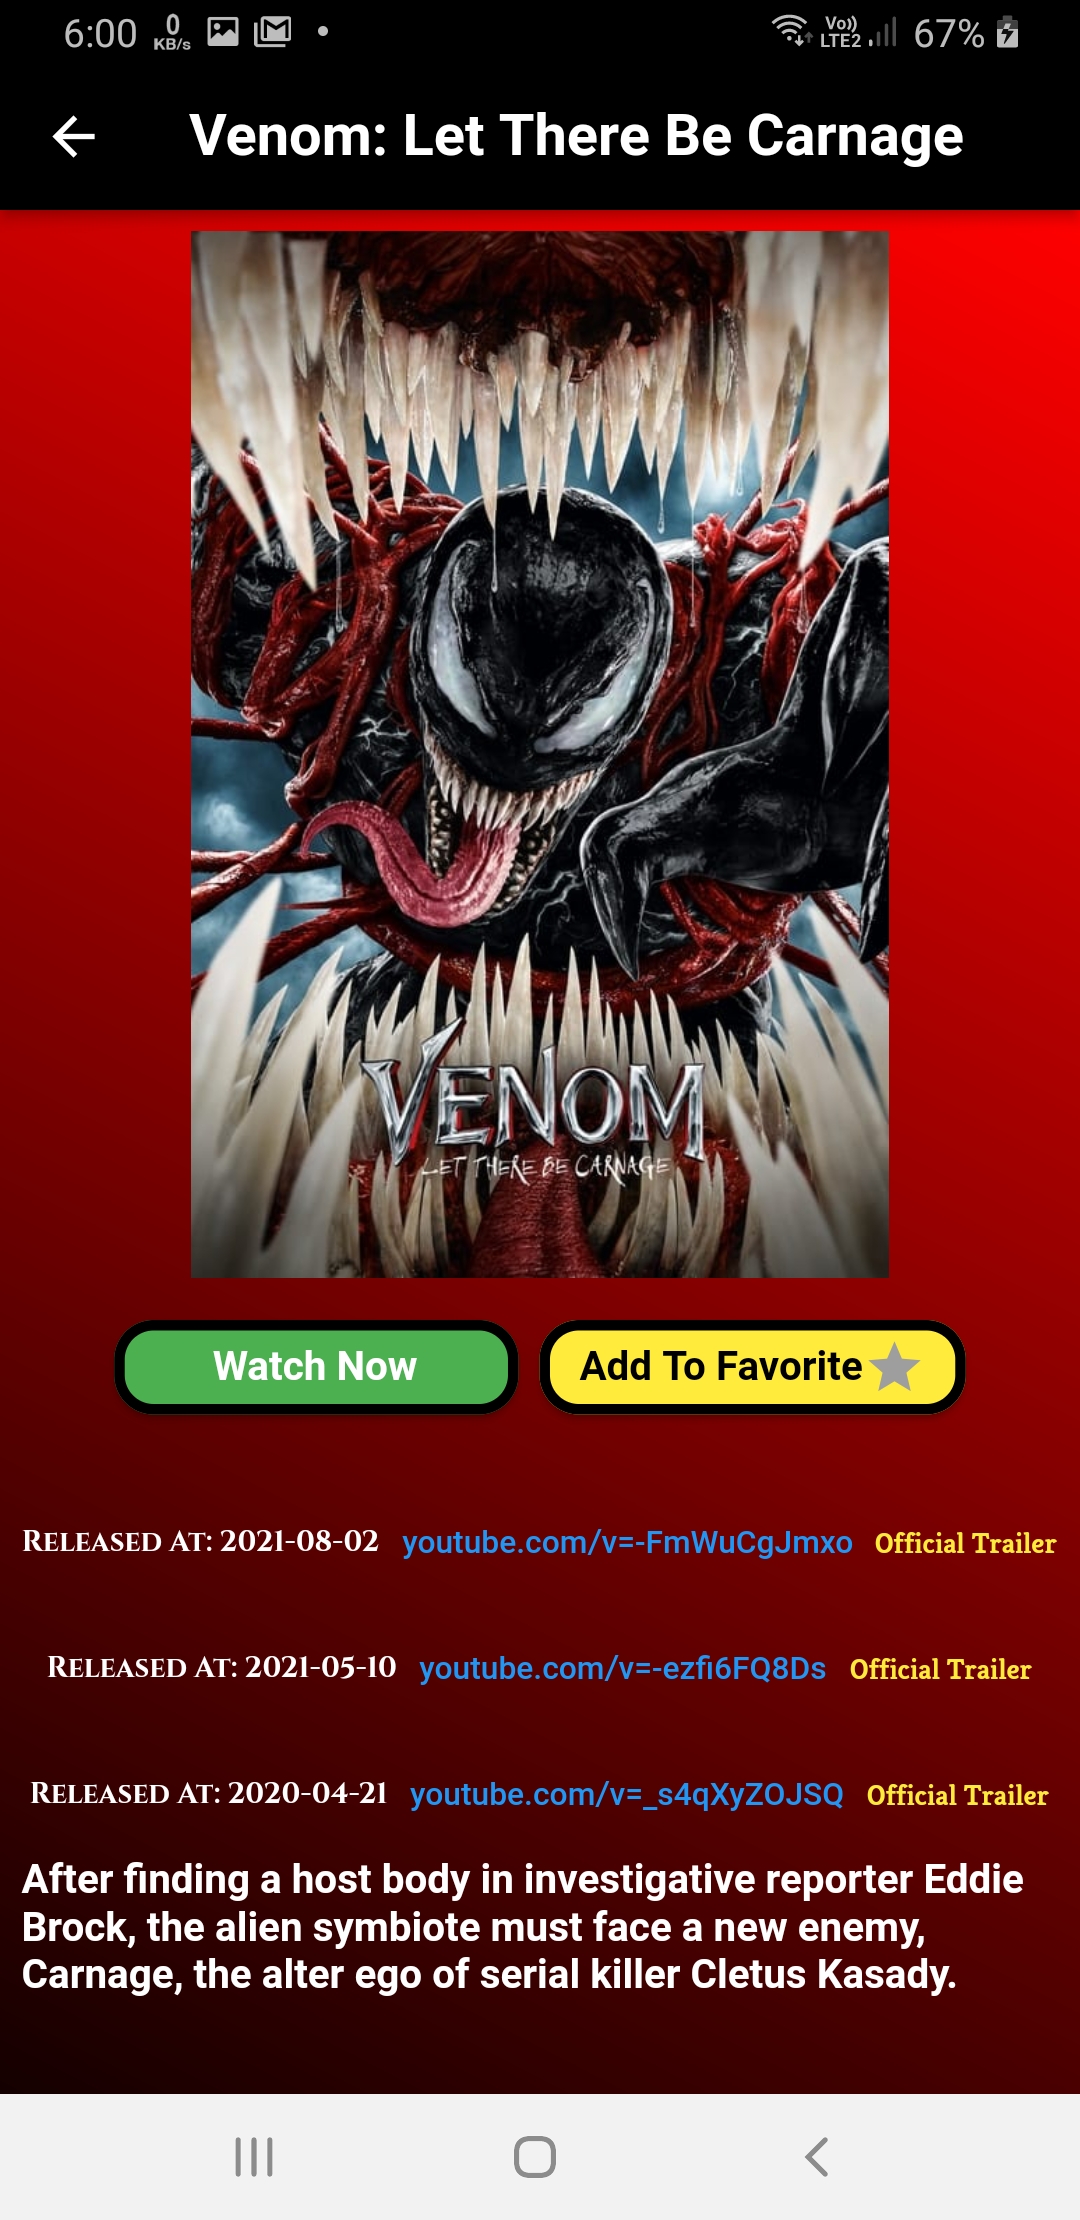 6:00 0 KB/s Vo)) LTE2 67%
Venom: Let There Be Carnage
VENOM
LET THERE BE CARNAGE
Watch Now Add To Favorite
Released At: 2021-08-02 youtube.com/v=-FmWuCgJmxo Official Trailer
Released At: 2021-05-10 youtube.com/v=-ezfi6FQ8Ds Official Trailer
Released At: 2020-04-21 youtube.com/v=_s4qXyZOJSQ Official Trailer
After finding a host body in investigative reporter Eddie
Brock, the alien symbiote must face a new enemy,
Carnage, the alter ego of serial killer Cletus Kasady.